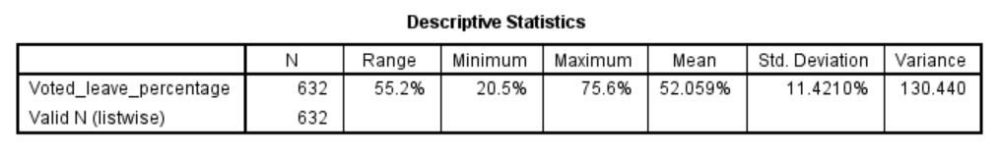 Descriptive Statistics
N Range Minimum Maximum Mean Std. Deviation Variance
Voted_leave_percentage 632 55.2% 20.5% 75.6% 52.059% 11.4210% 130.440
Valid N (listwise) 632